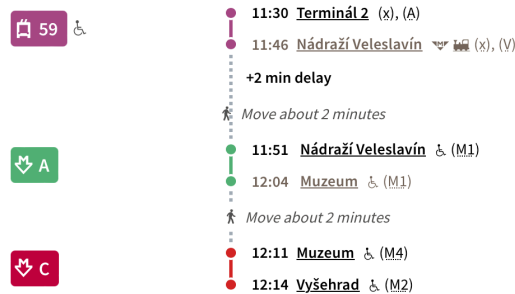 59 11:30 Terminál 2 (x), (A)
11:46 Nádraží Veleslavín (x), (V)
+2 min delay
Move about 2 minutes
A 11:51 Nádraží Veleslavín (M1)
12:04 Muzeum (M1)
Move about 2 minutes
C 12:11 Muzeum (M4)
12:14 Vyšehrad (M2)